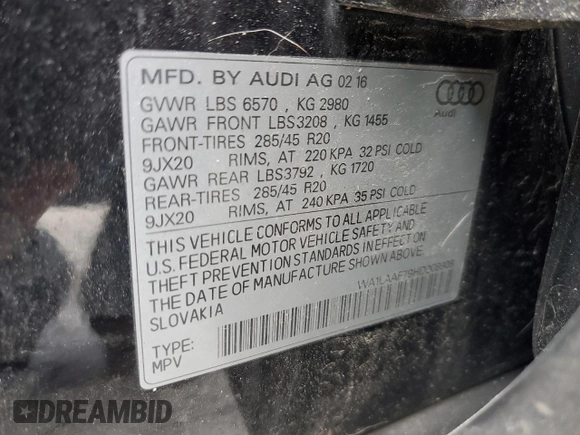 MFD. BY AUDI AG 02 16
GVWR LBS 6570 , KG 2980
GAWR FRONT LBS3208 , KG 1455
FRONT-TIRES 285/45 R20
9JX20 RIMS, AT 220 KPA 32 PSI COLD
GAWR REAR LBS3792 , KG 1720
REAR-TIRES 285/45 R20
9JX20 RIMS, AT 240 KPA 35 PSI COLD
THIS VEHICLE CONFORMS TO ALL APPLICABLE
U.S. FEDERAL MOTOR VEHICLE SAFETY AND
THEFT PREVENTION STANDARDS IN EFFECT ON
THE DATE OF MANUFACTURE SHOWN ABOVE.
SLOVAKIA
TYPE:
MPV
Audi
DREAMBID